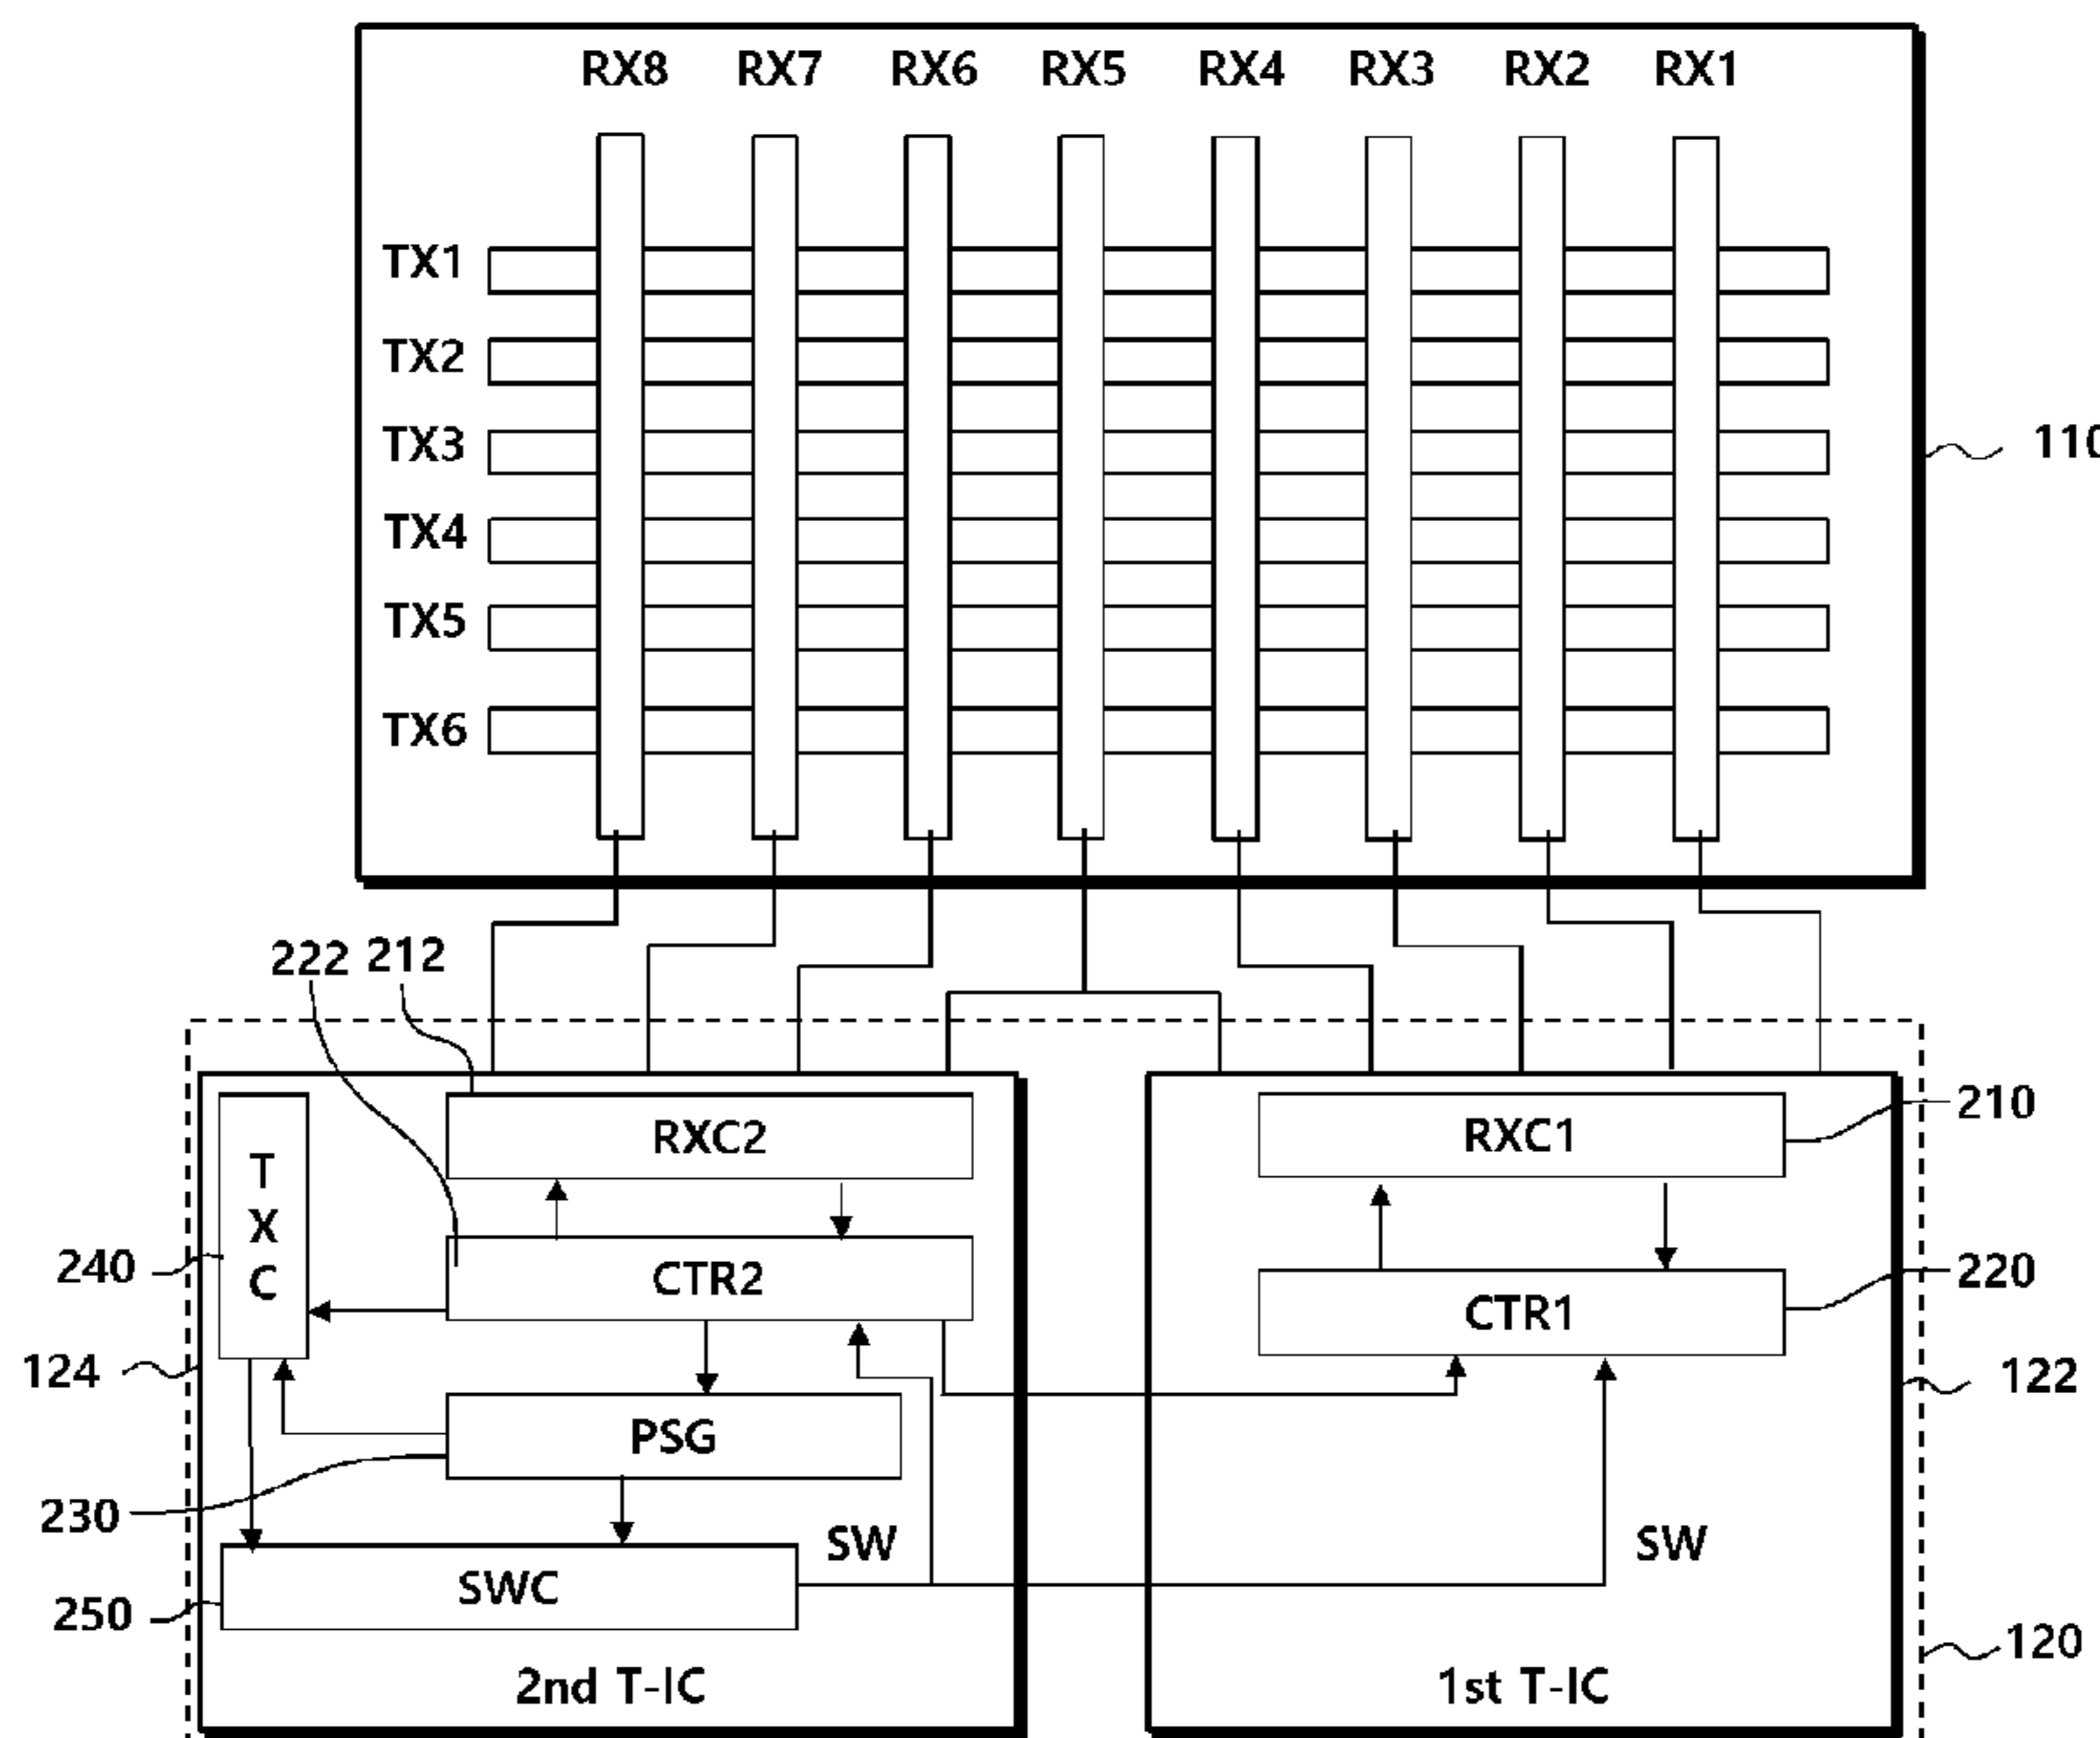 RX8 RX7 RX6 RX5 RX4 RX3 RX2 RX1
TX1
TX2
TX3
110
TX4
TX5
TX6
222 212
RXC2
RXC1
210
T
X
C
240
CTR2
CTR1
220
124
122
PSG
230
SW
SW
SWC
250
120
2nd T-IC
1st T-IC